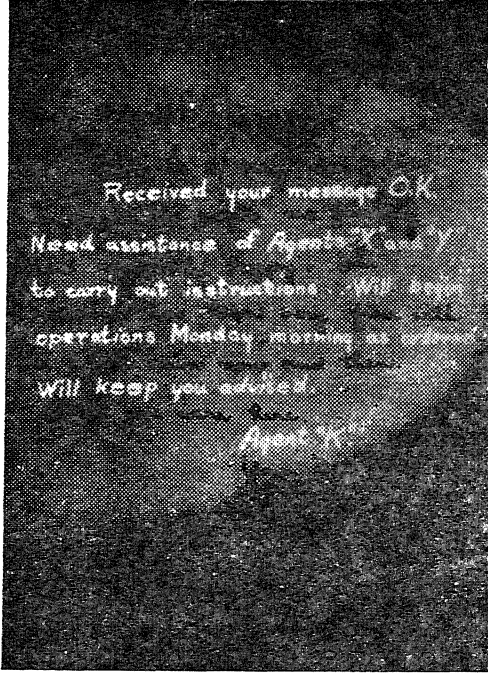 Received your message O.K.
Need assistance of Agents "X" and "Y"
to carry out instructions. Will begin
operations Monday morning as ordered.
Will keep you advised.
Agent "K"